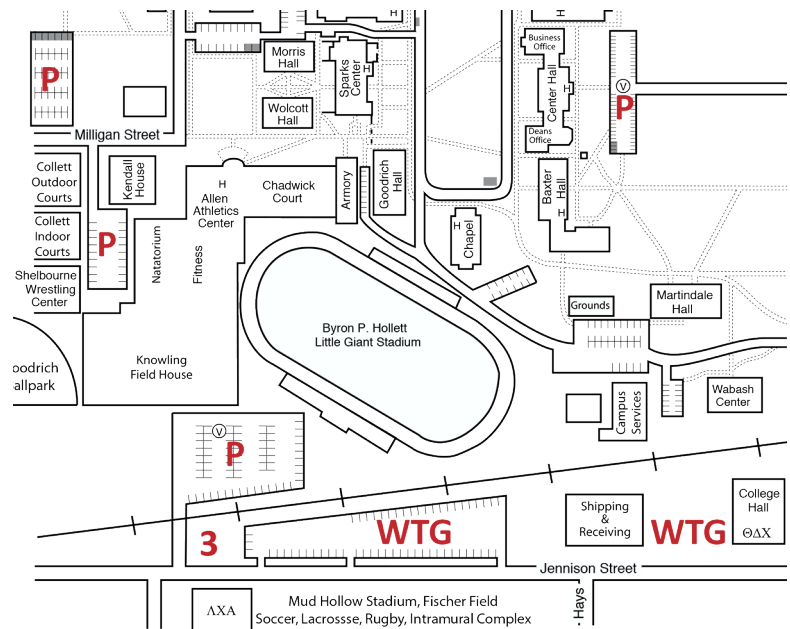 Business
Office
Morris
Hall
Sparks
Center
H
P
Center Hall
H
V
P
Wolcott
Hall
Deans
Office
Milligan Street
Collett
Outdoor
Courts
Kendall
House
H
Allen
Athletics
Center
Chadwick
Court
Armory
Goodrich
Hall
Baxter
Hall
H
Collett
Indoor
Courts
P
Natatorium
Fitness
H
Chapel
Shelbourne
Wrestling
Center
Grounds
Martindale
Hall
Byron P. Hollett
Little Giant Stadium
oodrich
allpark
Knowling
Field House
Campus
Services
Wabash
Center
V
P
3
WTG
Shipping
&
Receiving
WTG
College
Hall
ΘΔΧ
Jennison Street
ΛΧΑ
Mud Hollow Stadium, Fischer Field
Soccer, Lacrossse, Rugby, Intramural Complex
Hays
H
H